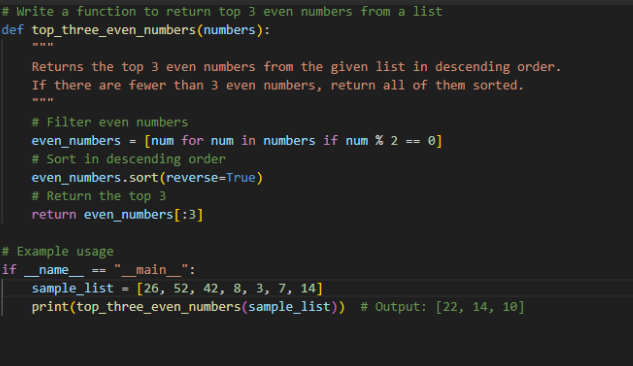 # Write a function to return top 3 even numbers from a list
def top_three_even_numbers(numbers):
    """
    Returns the top 3 even numbers from the given list in descending order.
    If there are fewer than 3 even numbers, return all of them sorted.
    """
    # Filter even numbers
    even_numbers = [num for num in numbers if num % 2 == 0]
    # Sort in descending order
    even_numbers.sort(reverse=True)
    # Return the top 3
    return even_numbers[:3]

# Example usage
if __name__ == "__main__":
    sample_list = [26, 52, 42, 8, 3, 7, 14]
    print(top_three_even_numbers(sample_list))  # Output: [22, 14, 10]